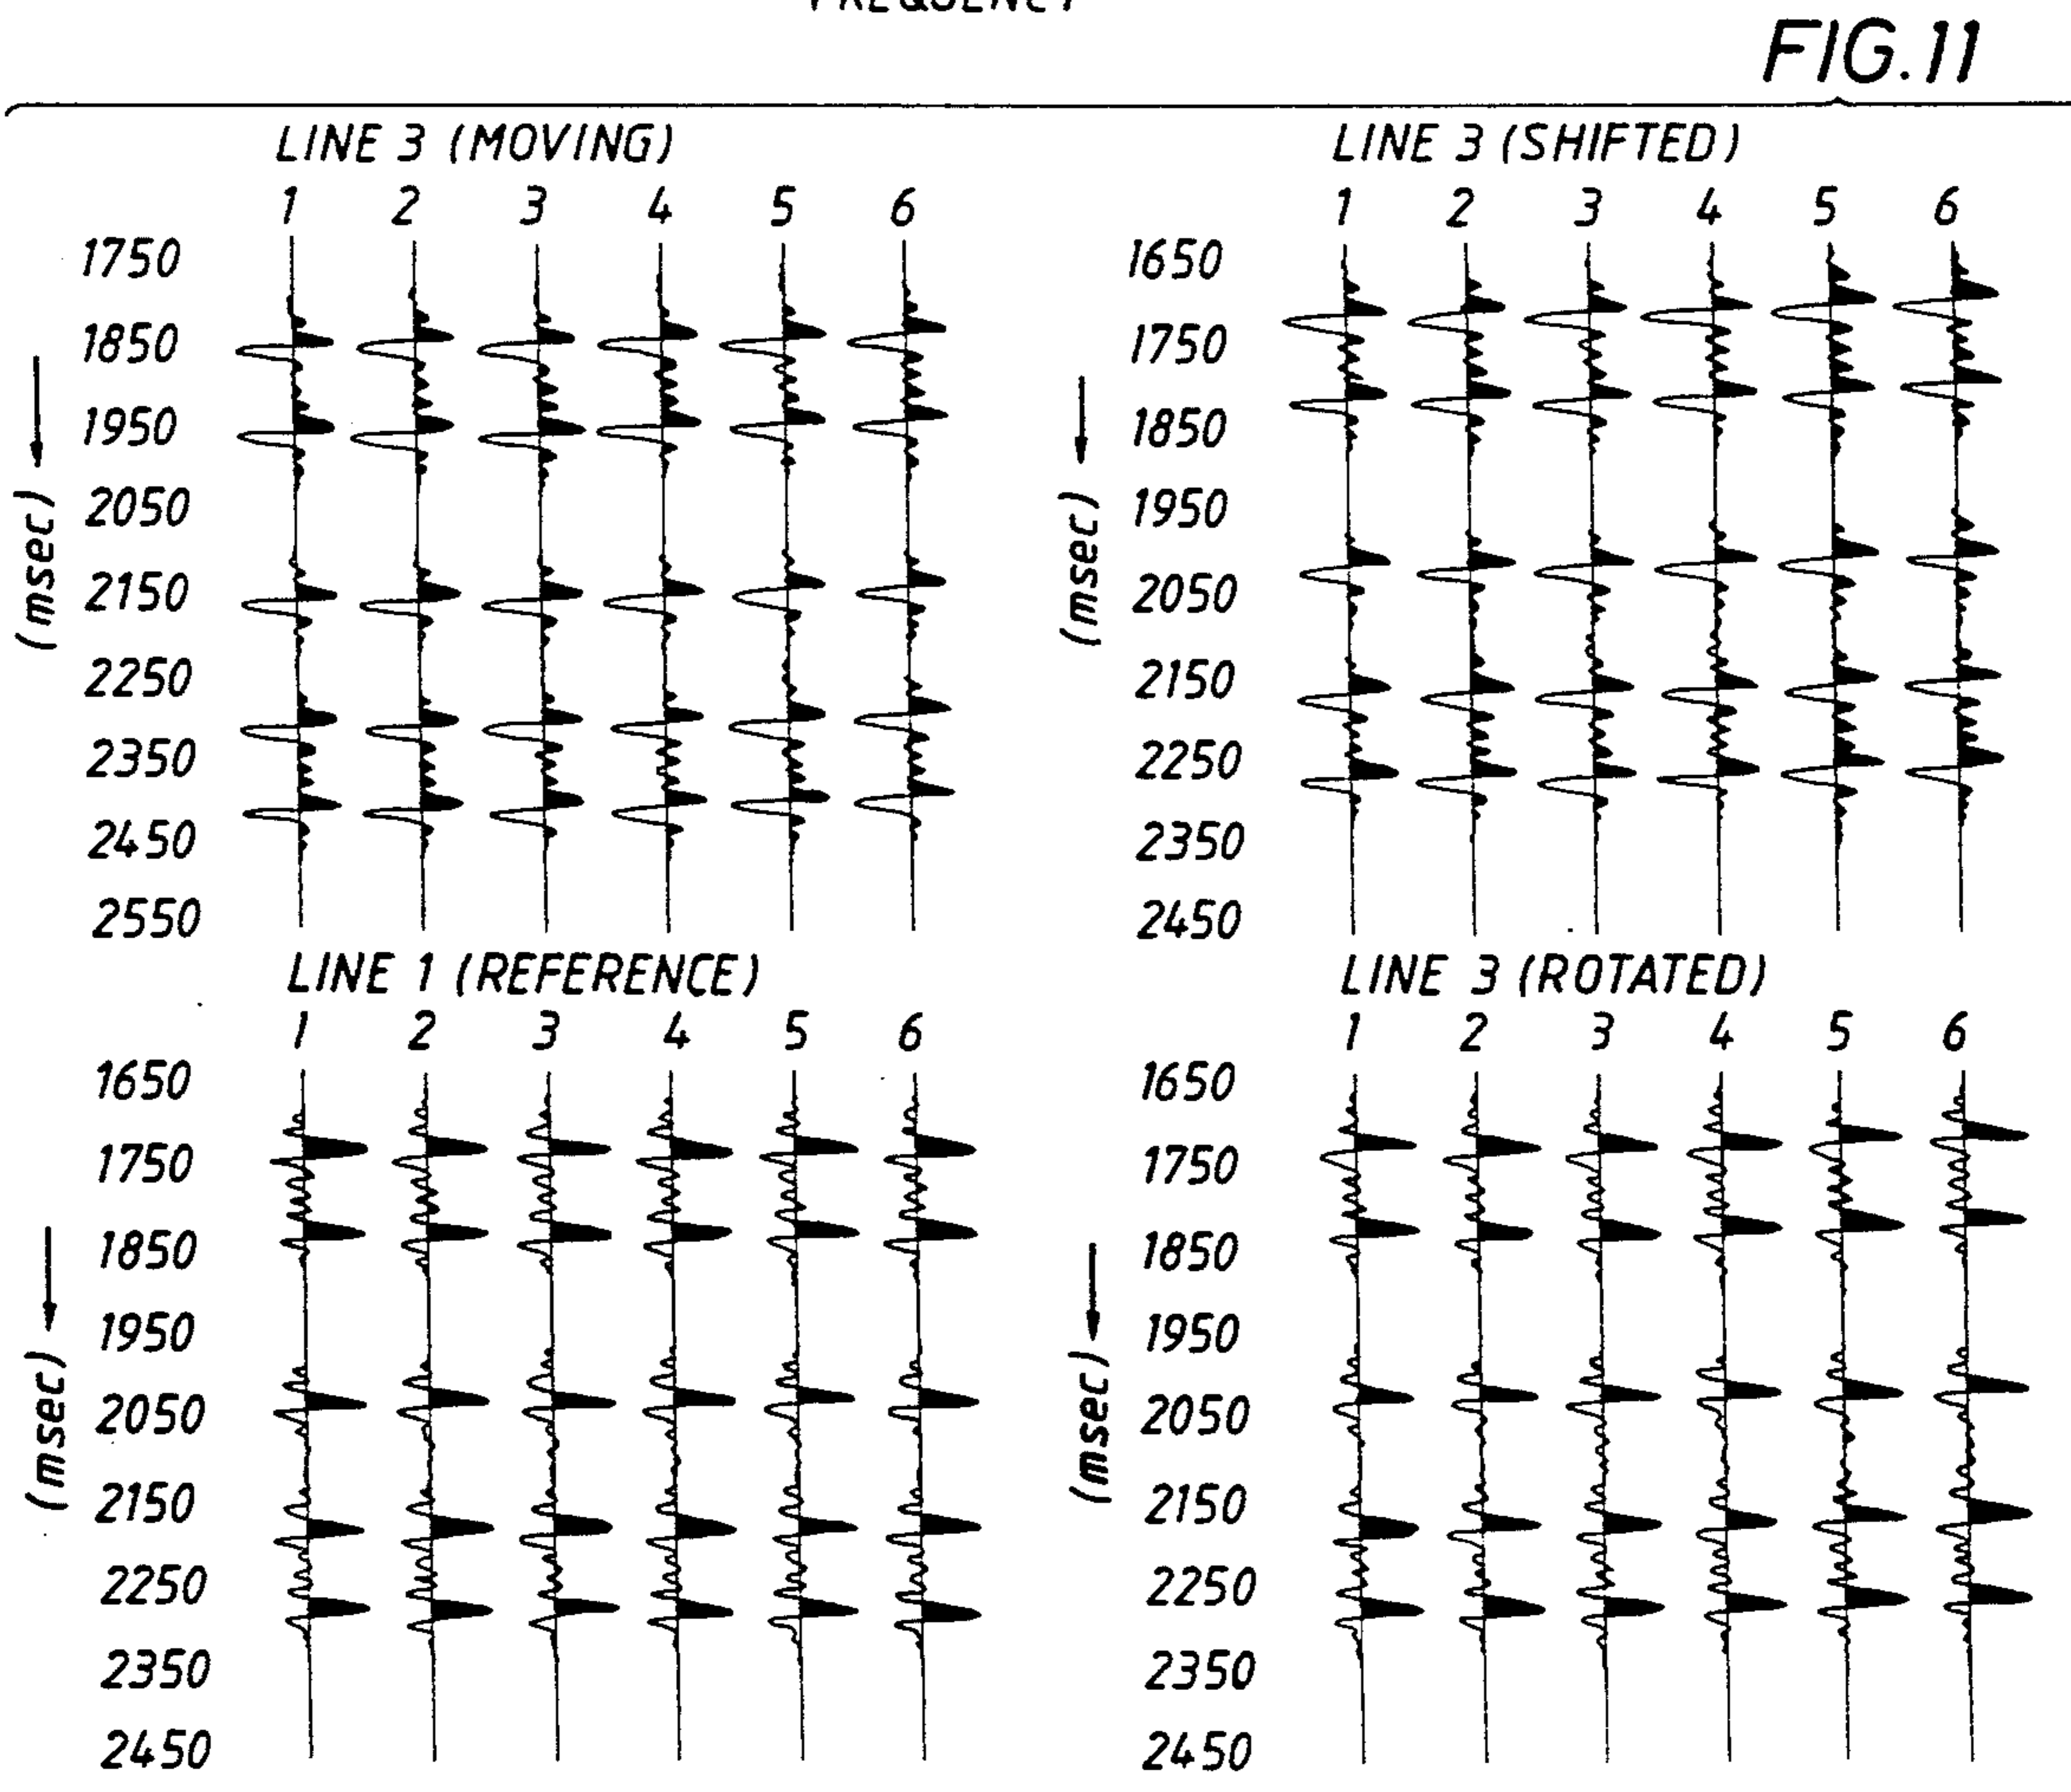 FREQUENCY
FIG.11
LINE 3 (MOVING)
1 2 3 4 5 6
1750
1850
1950
2050
2150
2250
2350
2450
2550
(msec)
LINE 3 (SHIFTED)
1 2 3 4 5 6
1650
1750
1850
1950
2050
2150
2250
2350
2450
(msec)
LINE 1 (REFERENCE)
1 2 3 4 5 6
1650
1750
1850
1950
2050
2150
2250
2350
2450
(msec)
LINE 3 (ROTATED)
1 2 3 4 5 6
1650
1750
1850
1950
2050
2150
2250
2350
2450
(msec)